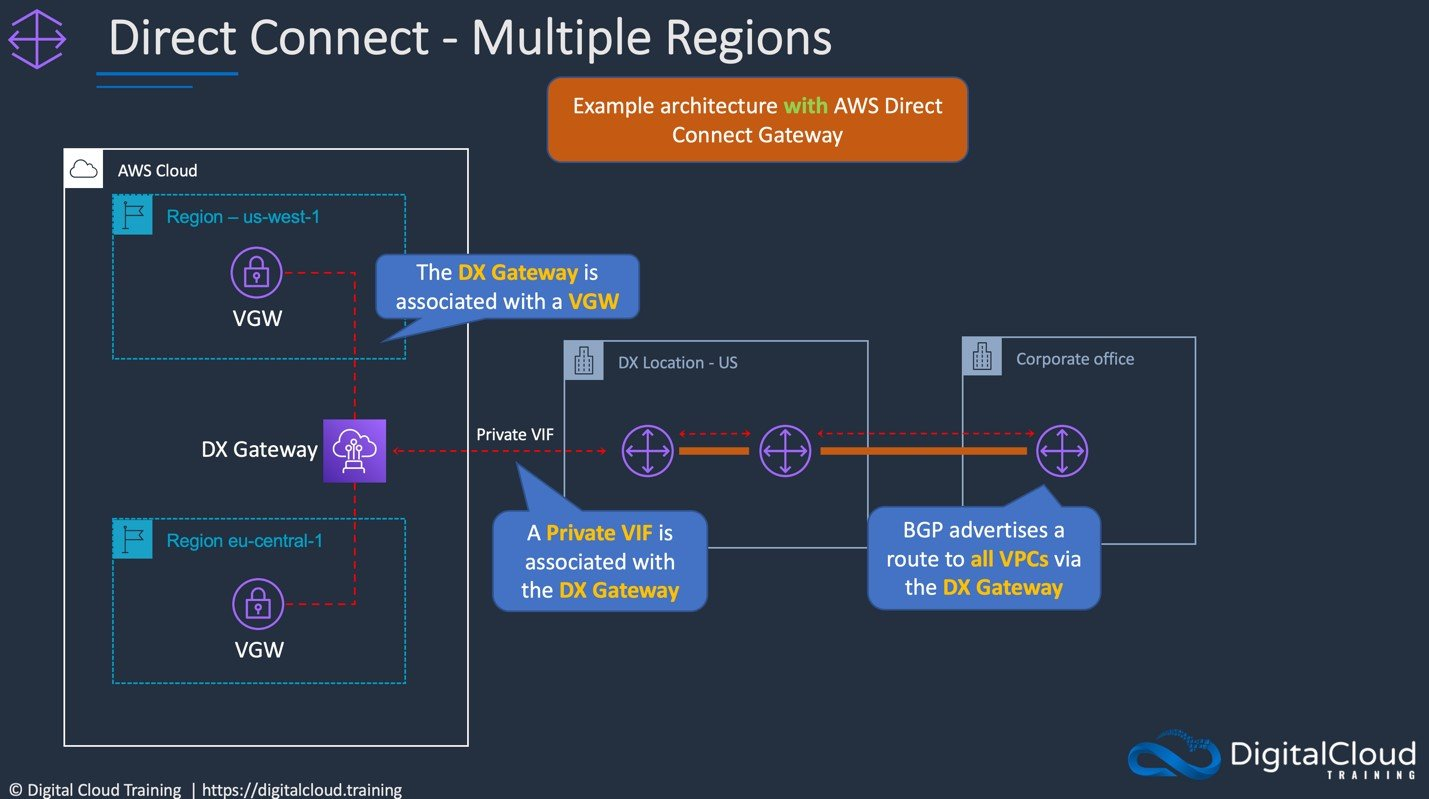 Direct Connect - Multiple Regions
Example architecture with AWS Direct
Connect Gateway
AWS Cloud
Region – us-west-1
VGW
The DX Gateway is
associated with a VGW
DX Location - US
Corporate office
DX Gateway
Private VIF
A Private VIF is
associated with
the DX Gateway
BGP advertises a
route to all VPCs via
the DX Gateway
Region eu-central-1
VGW
DigitalCloud
TRAINING
© Digital Cloud Training | https://digitalcloud.training